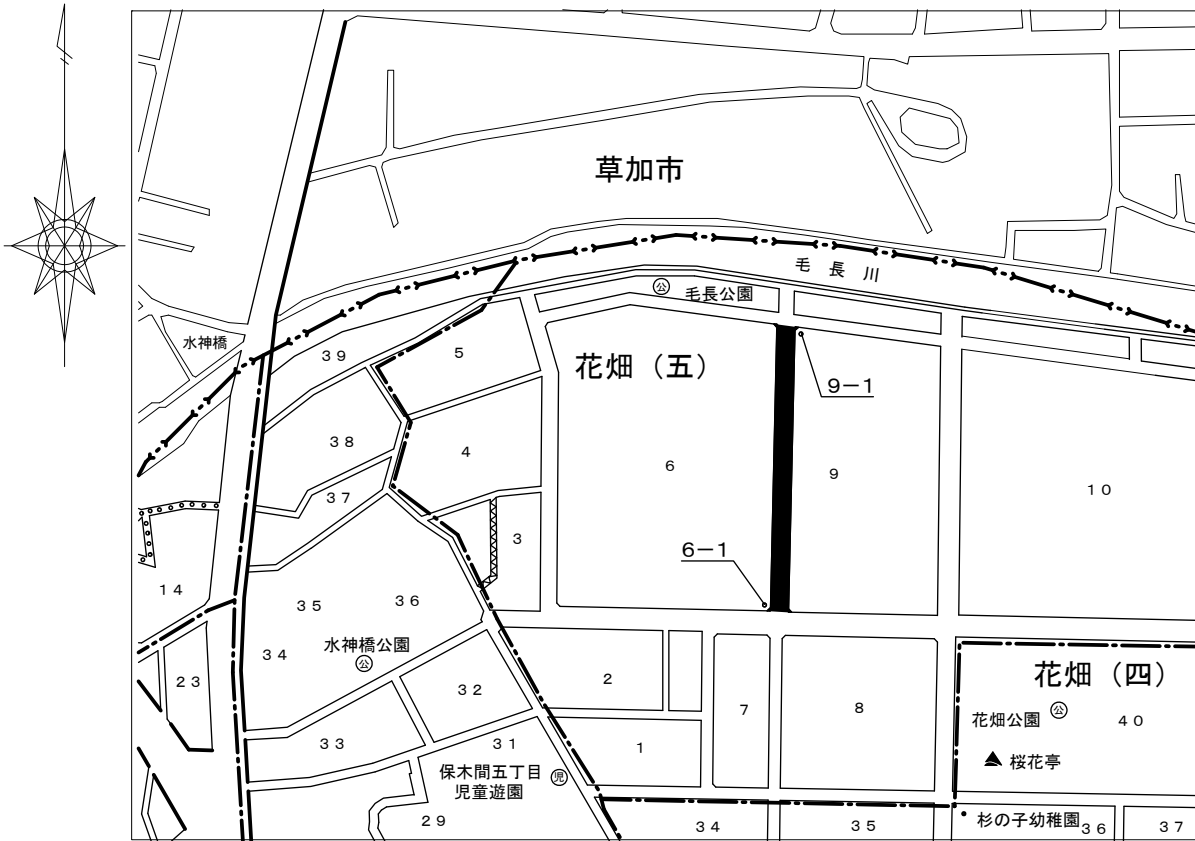 草加市
毛長川
公 毛長公園
水神橋
39
5
花畑（五）
9−1
38
4
6
9
10
37
3
6−1
14
35
36
34
水神橋公園
公
23
32
2
7
8
花畑（四）
花畑公園 公
40
33
31
1
桜花亭
保木間五丁目
児童遊園 児
29
34
35
杉の子幼稚園
36
37